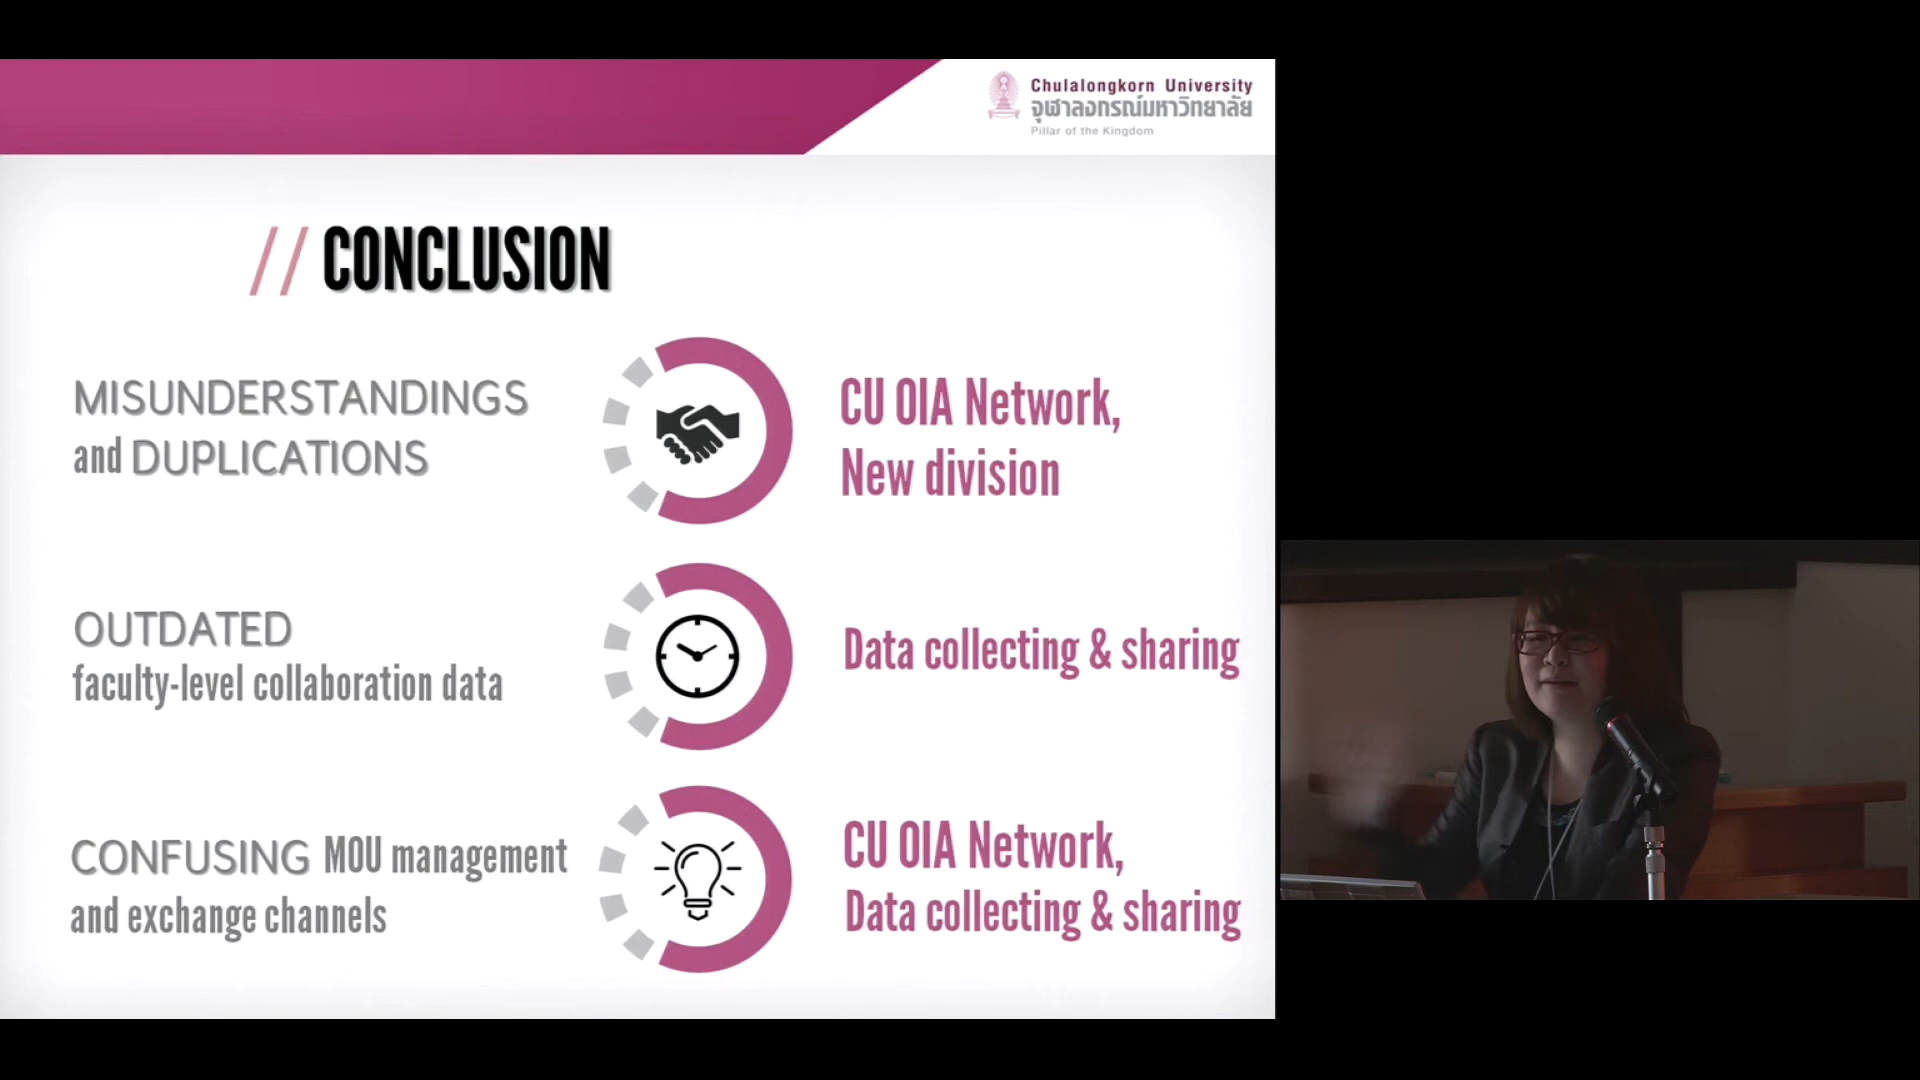 Chulalongkorn University
จุฬาลงกรณ์มหาวิทยาลัย
Pillar of the Kingdom
// CONCLUSION
MISUNDERSTANDINGS
and DUPLICATIONS
CU OIA Network,
New division
OUTDATED
faculty-level collaboration data
Data collecting & sharing
CONFUSING MOU management
and exchange channels
CU OIA Network,
Data collecting & sharing